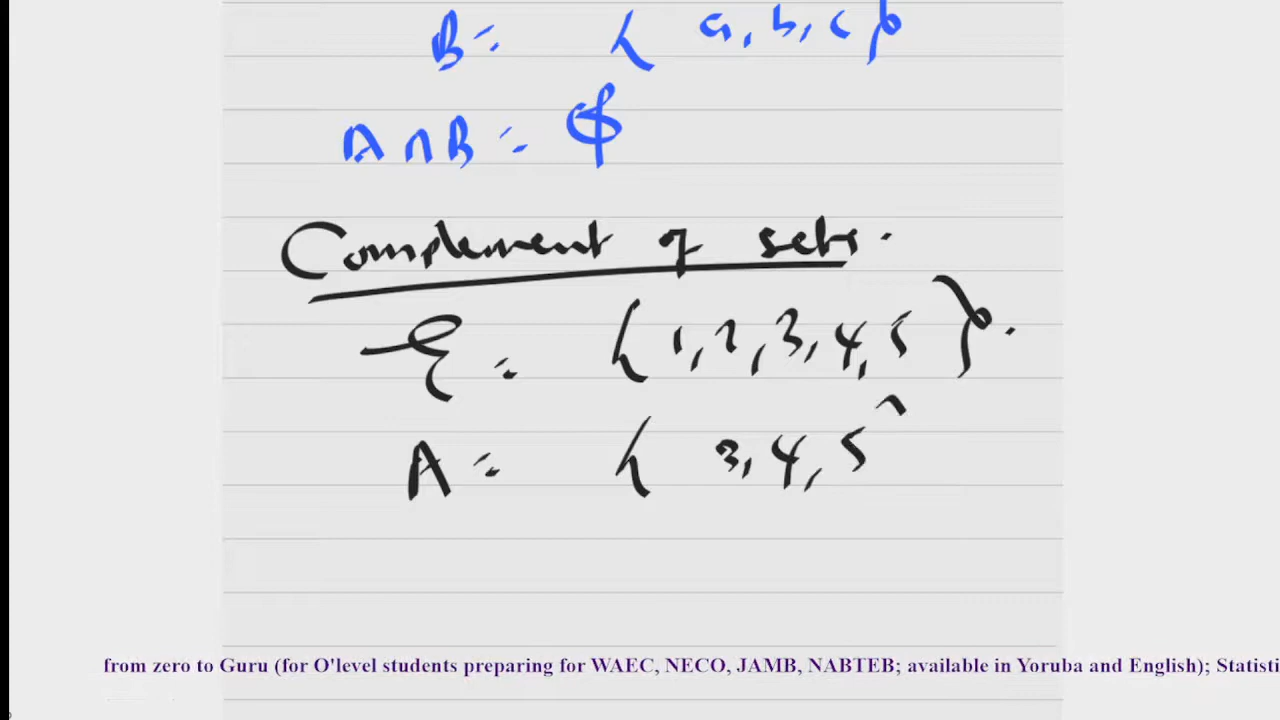 B = { a, b, c }
A ∩ B = ϕ
Complement of sets.
ξ = { 1, 2, 3, 4, 5 }.
A = { 3, 4, 5
from zero to Guru (for O'level students preparing for WAEC, NECO, JAMB, NABTEB; available in Yoruba and English); Statisti